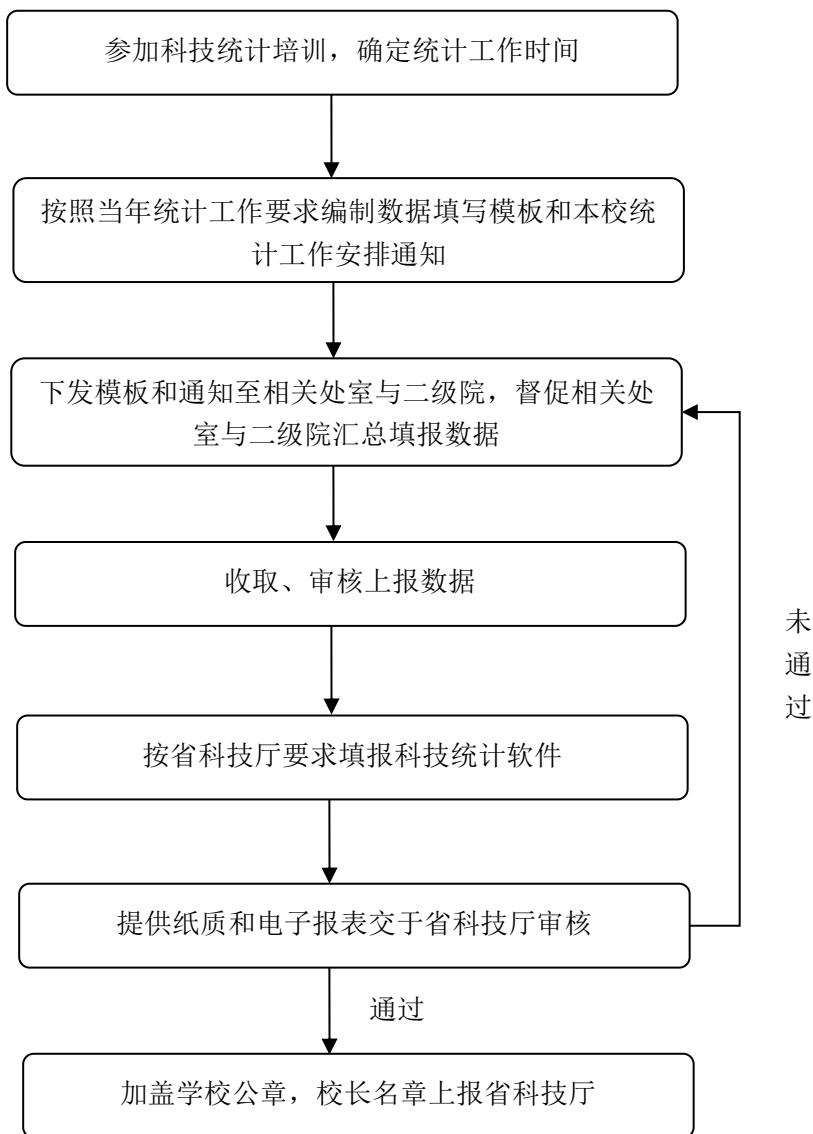 参加科技统计培训，确定统计工作时间
按照当年统计工作要求编制数据填写模板和本校统
计工作安排通知
下发模板和通知至相关处室与二级院，督促相关处
室与二级院汇总填报数据
收取、审核上报数据
未
通
过
按省科技厅要求填报科技统计软件
提供纸质和电子报表交于省科技厅审核
通过
加盖学校公章，校长名章上报省科技厅